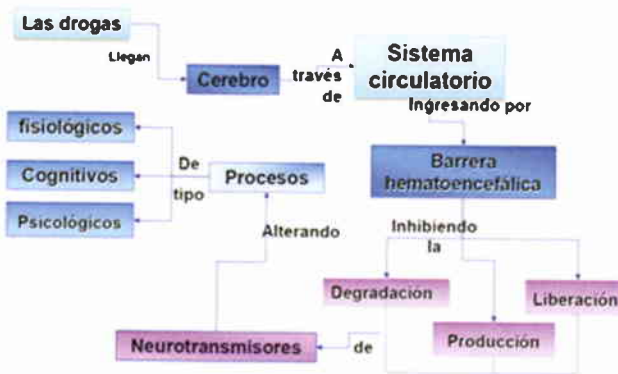 Las drogas
Llegan
Cerebro
A
través
de
Sistema
circulatorio
Ingresando por
Barrera
hematoencefálica
Inhibiendo
la
Degradación
Producción
Liberación
de
Neurotransmisores
Alterando
Procesos
De
tipo
fisiológicos
Cognitivos
Psicológicos